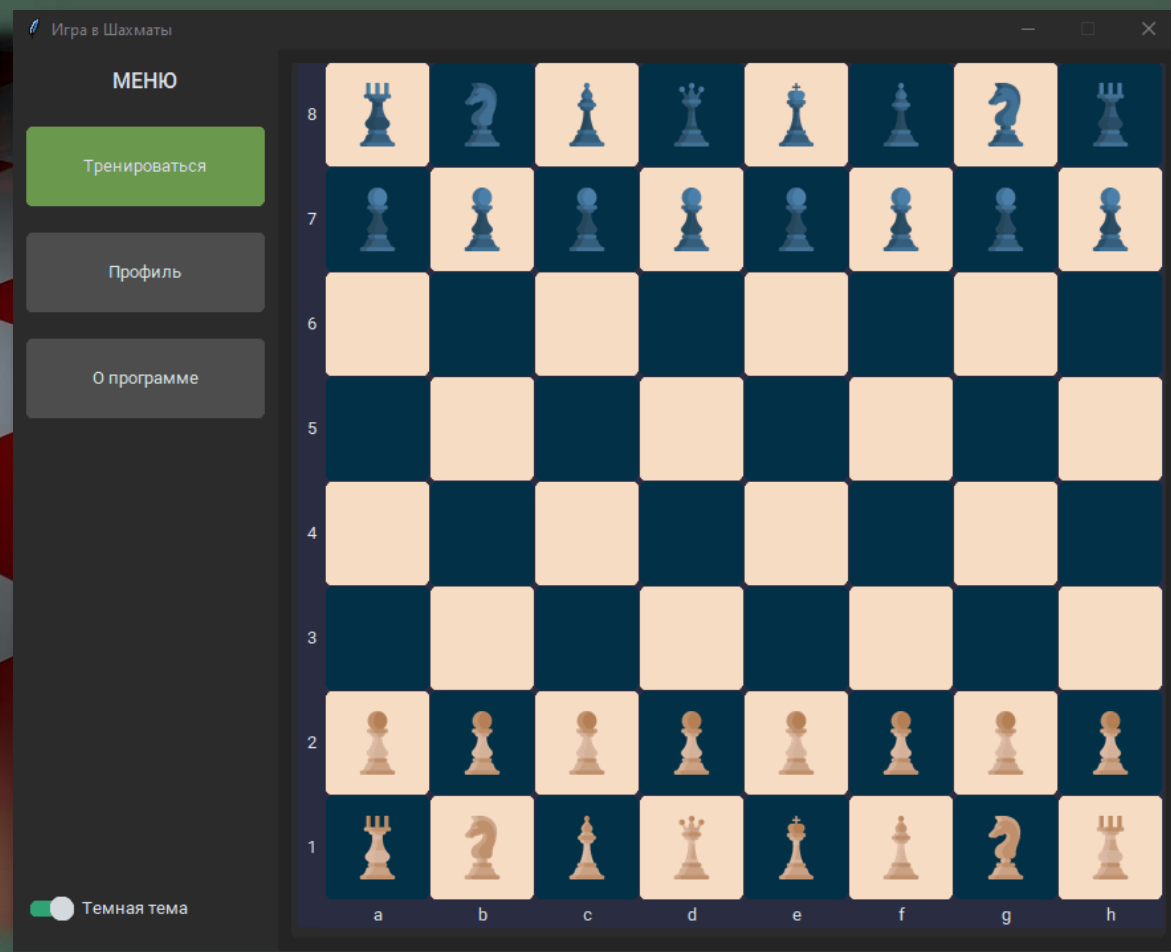 Игра в Шахматы
МЕНЮ
Тренироваться
Профиль
О программе
Темная тема
8
7
6
5
4
3
2
1
a b c d e f g h